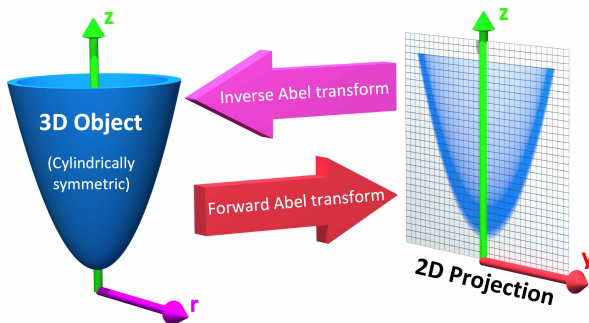 z
3D Object
(Cylindrically
symmetric)
r
Inverse Abel transform
Forward Abel transform
z
y
2D Projection